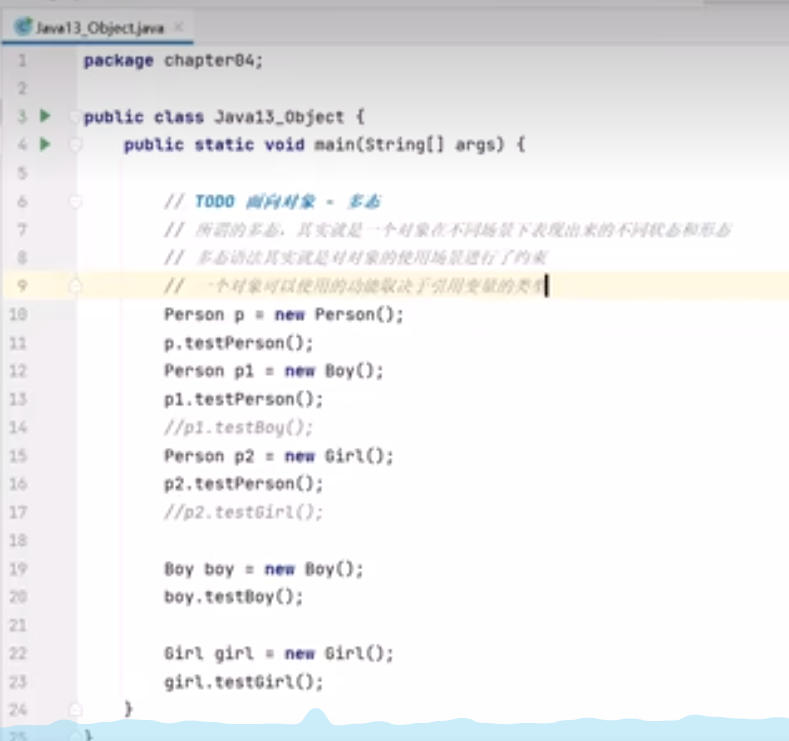 Java13_Object.java
1 package chapter04;
2
3 public class Java13_Object {
4 public static void main(String[] args) {
5
6 // TODO 面向对象 - 多态
7 // 所谓的多态，其实就是一个对象在不同场景下表现出来的不同状态和形态
8 // 多态语法其实就是对对象的使用场景进行了约束
9 // 一个对象可以使用的功能取决于引用变量的类型
10 Person p = new Person();
11 p.testPerson();
12 Person p1 = new Boy();
13 p1.testPerson();
14 //p1.testBoy();
15 Person p2 = new Girl();
16 p2.testPerson();
17 //p2.testGirl();
18
19 Boy boy = new Boy();
20 boy.testBoy();
21
22 Girl girl = new Girl();
23 girl.testGirl();
24 }
25 }